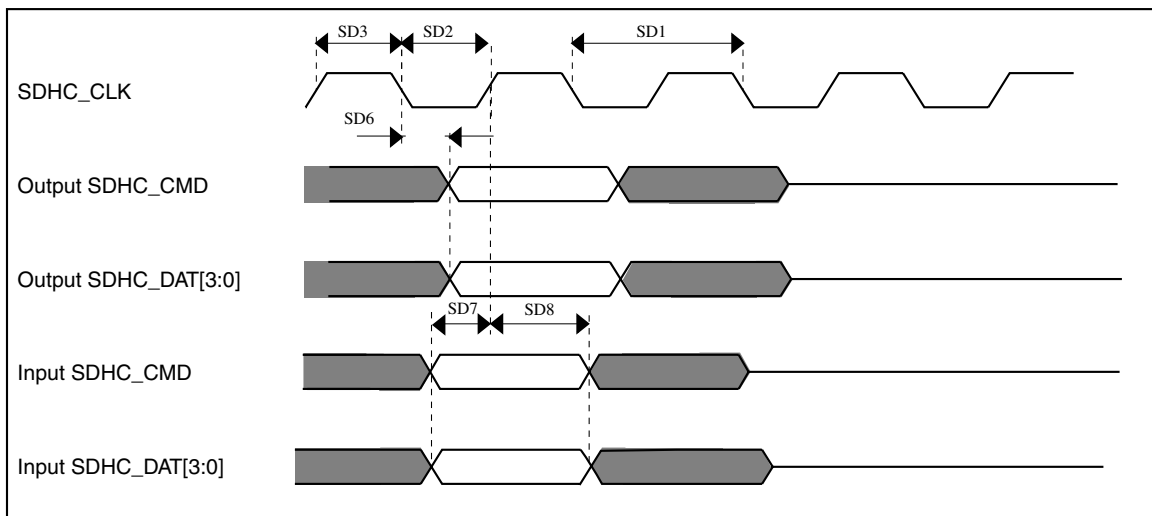 SD3 SD2 SD1
SDHC_CLK
SD6
Output SDHC_CMD
Output SDHC_DAT[3:0]
SD7 SD8
Input SDHC_CMD
Input SDHC_DAT[3:0]